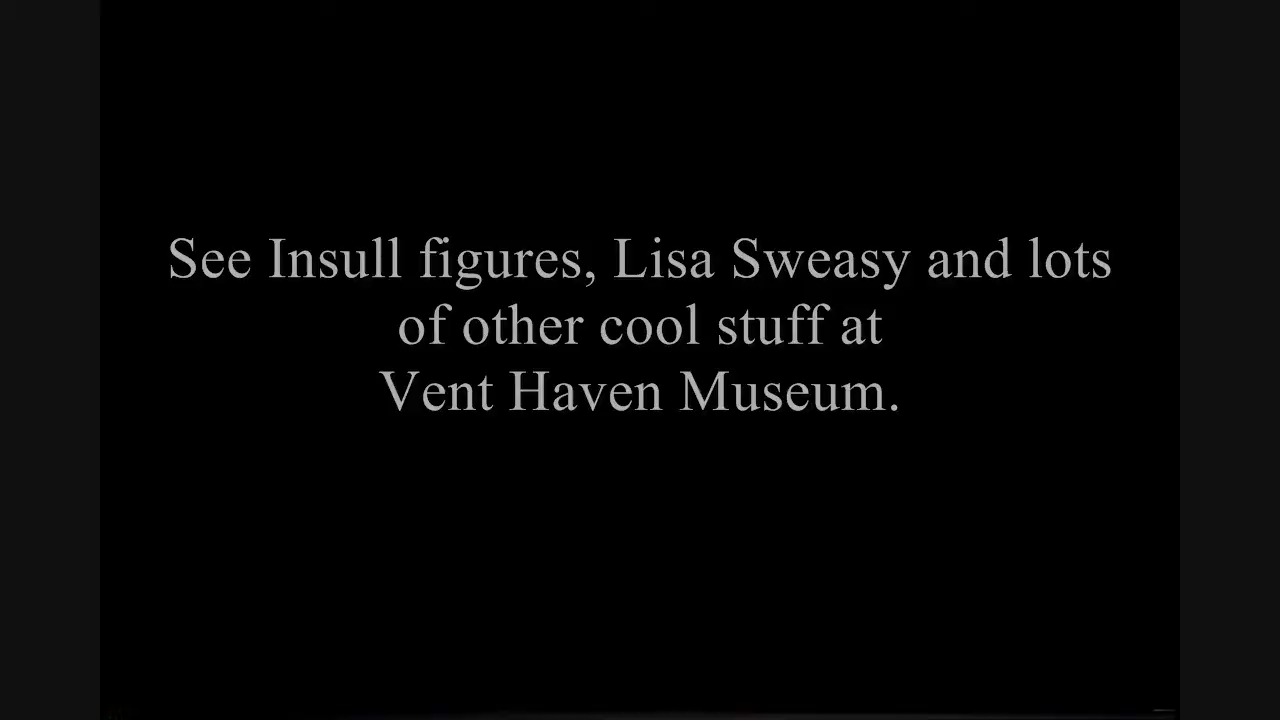 See Insull figures, Lisa Sweasy and lots
of other cool stuff at
Vent Haven Museum.